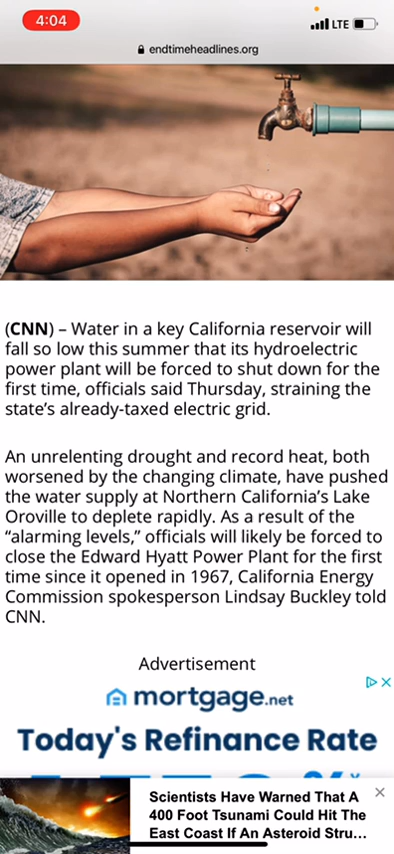 4:04
LTE
endtimeheadlines.org
(CNN) – Water in a key California reservoir will
fall so low this summer that its hydroelectric
power plant will be forced to shut down for the
first time, officials said Thursday, straining the
state’s already-taxed electric grid.
An unrelenting drought and record heat, both
worsened by the changing climate, have pushed
the water supply at Northern California’s Lake
Oroville to deplete rapidly. As a result of the
“alarming levels,” officials will likely be forced to
close the Edward Hyatt Power Plant for the first
time since it opened in 1967, California Energy
Commission spokesperson Lindsay Buckley told
CNN.
Advertisement
mortgage.net
Today's Refinance Rate
Scientists Have Warned That A
400 Foot Tsunami Could Hit The
East Coast If An Asteroid Stru...